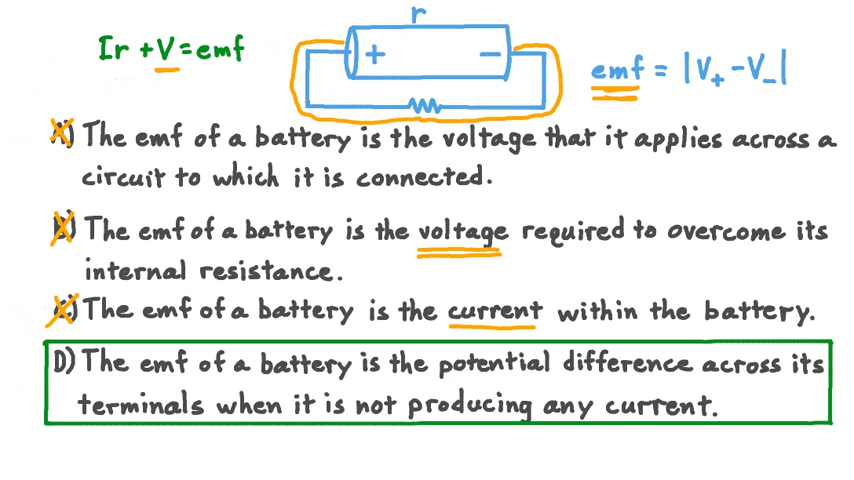 r
Ir + V = emf
+ −
emf = |V₊ - V₋|
A) The emf of a battery is the voltage that it applies across a
circuit to which it is connected.
B) The emf of a battery is the voltage required to overcome its
internal resistance.
C) The emf of a battery is the current within the battery.
D) The emf of a battery is the potential difference across its
terminals when it is not producing any current.